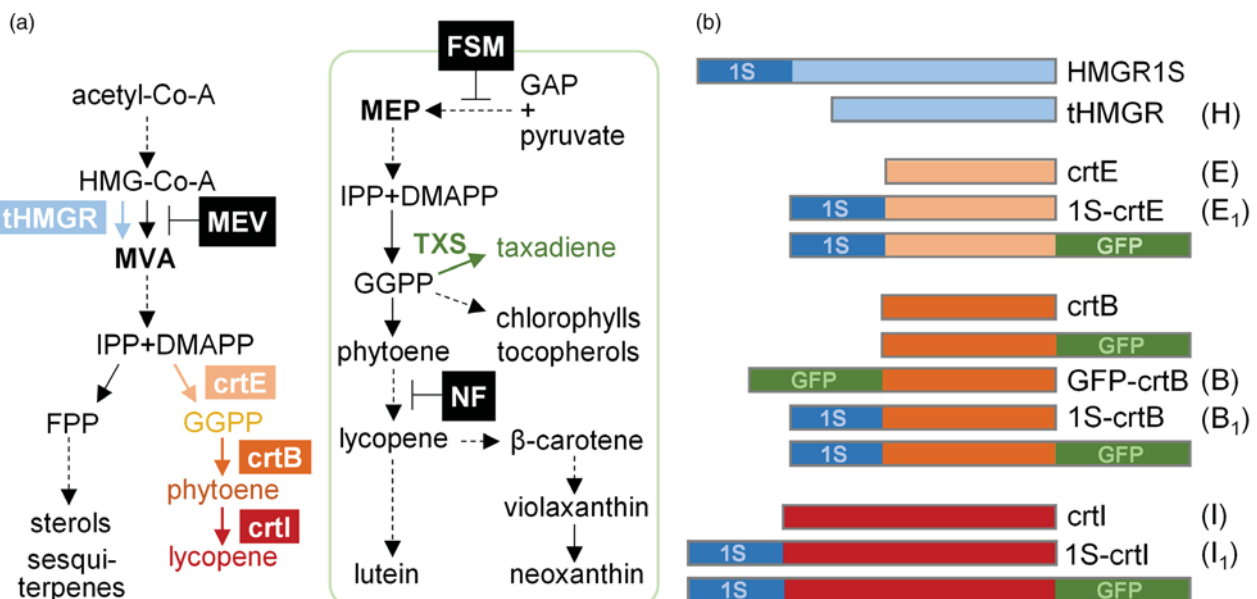 (a)
acetyl-Co-A
HMG-Co-A
tHMGR
MEV
MVA
IPP+DMAPP
crtE
FPP
GGPP
crtB
phytoene
sterols
crtI
sesqui-
lycopene
terpenes
FSM
GAP
MEP
+
pyruvate
IPP+DMAPP
TXS
taxadiene
GGPP
chlorophylls
phytoene
tocopherols
NF
lycopene
β-carotene
violaxanthin
lutein
neoxanthin
(b)
1S HMGR1S
tHMGR (H)
crtE (E)
1S 1S-crtE (E₁)
1S GFP
crtB
GFP
GFP GFP-crtB (B)
1S 1S-crtB (B₁)
1S GFP
crtI (I)
1S 1S-crtI (I₁)
1S GFP